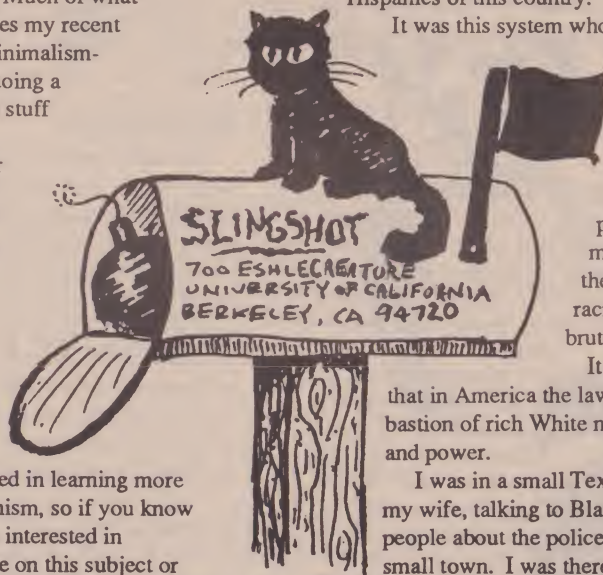 Much of what
es my recent
inimalism-
oing a
stuff
SLINGSHOT
700 ESHLECREATURE
UNIVERSITY OF CALIFORNIA
BERKELEY, CA 94720
ed in learning more
nism, so if you know
interested in
e on this subject or
Hispanics of this country.
It was this system who
p
m
the
rac
brut
It
that in America the law
bastion of rich White m
and power.
I was in a small Tex
my wife, talking to Bla
people about the police
small town. I was there